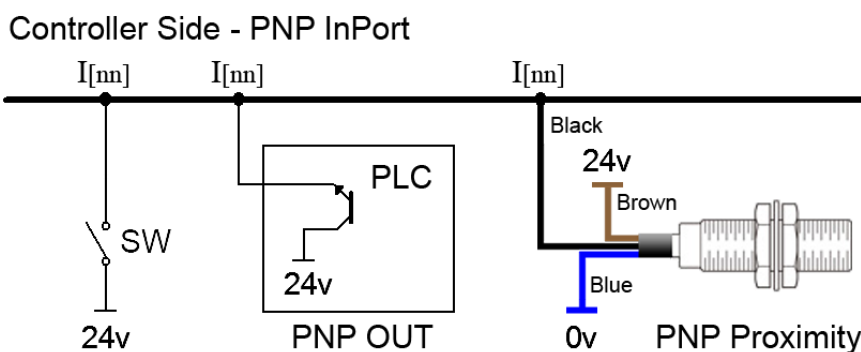 Controller Side - PNP InPort
I[nn] I[nn] I[nn]
Black
24v
PLC
Brown
SW
24v
Blue
24v PNP OUT 0v PNP Proximity